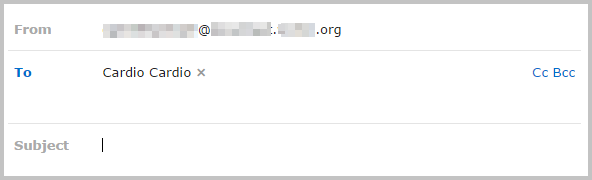 From @ . .org
To Cardio Cardio × Cc Bcc
Subject